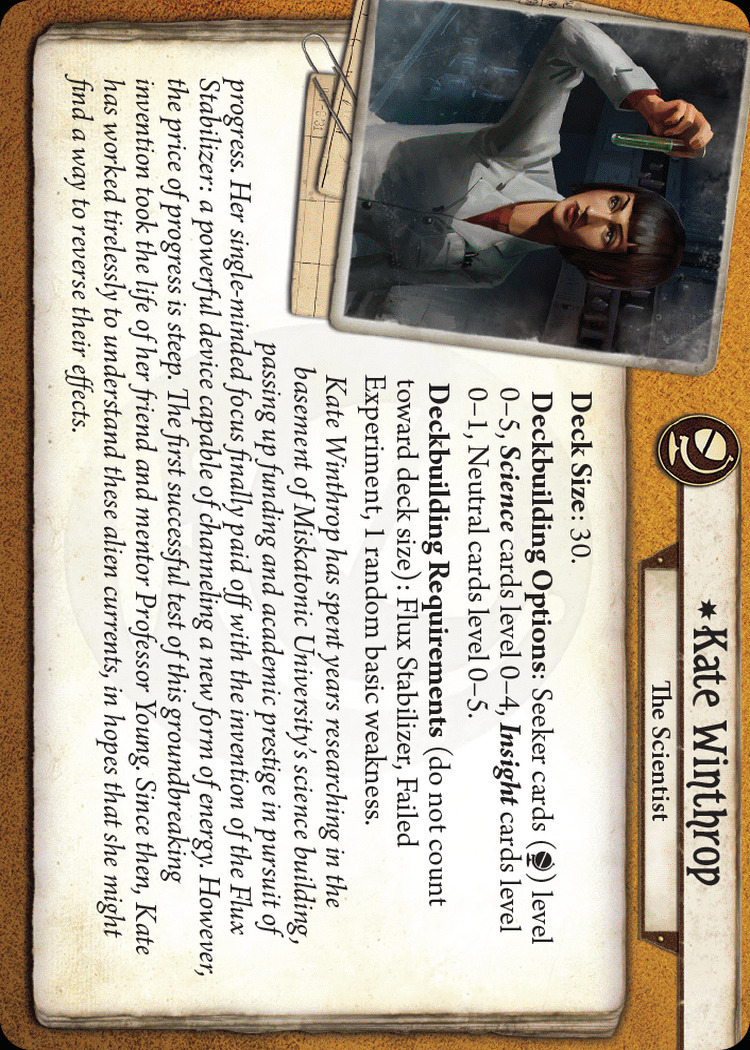 Kate Winthrop
The Scientist
Deck Size: 30.
Deckbuilding Options: Seeker cards () level
0–5, Science cards level 0–4, Insight cards level
0–1, Neutral cards level 0–5.
Deckbuilding Requirements (do not count
toward deck size): Flux Stabilizer, Failed
Experiment, 1 random basic weakness.
Kate Winthrop has spent years researching in the
basement of Miskatonic University’s science building,
passing up funding and academic prestige in pursuit of
progress. Her single-minded focus finally paid off with the invention of the Flux
Stabilizer: a powerful device capable of channeling a new form of energy. However,
the price of progress is steep. The first successful test of this groundbreaking
invention took the life of her friend and mentor Professor Young. Since then, Kate
has worked tirelessly to understand these alien currents, in hopes that she might
find a way to reverse their effects.